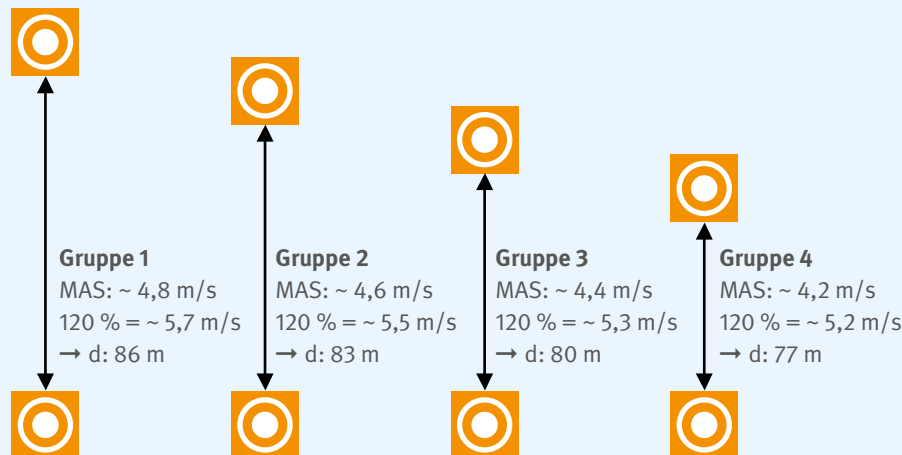 Gruppe 1
MAS: ~ 4,8 m/s
120 % = ~ 5,7 m/s
→ d: 86 m
Gruppe 2
MAS: ~ 4,6 m/s
120 % = ~ 5,5 m/s
→ d: 83 m
Gruppe 3
MAS: ~ 4,4 m/s
120 % = ~ 5,3 m/s
→ d: 80 m
Gruppe 4
MAS: ~ 4,2 m/s
120 % = ~ 5,2 m/s
→ d: 77 m